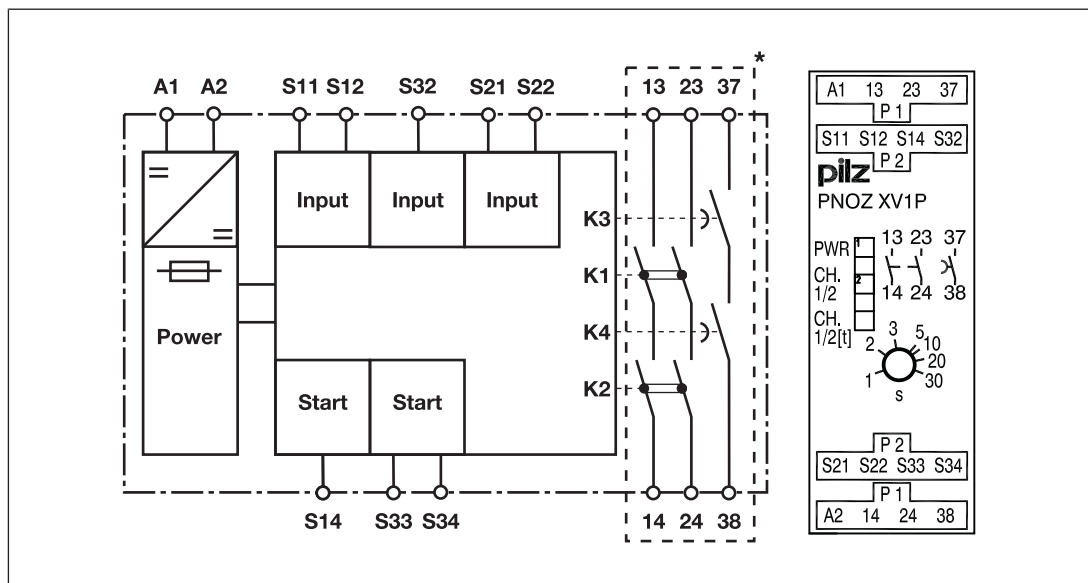 A1 A2 S11 S12 S32 S21 S22 13 23 37 *
Input Input Input
K3
K1
K4
K2
Power
Start Start
S14 S33 S34 14 24 38
A1 13 23 37
P 1
S11 S12 S14 S32
P 2
pilz
PNOZ XV1P
PWR 1 13 23 37
CH. 2
1/2 14 24 38
CH.
1/2[t]
1 2 3 5 10 20 30
s
P 2
S21 S22 S33 S34
P 1
A2 14 24 38